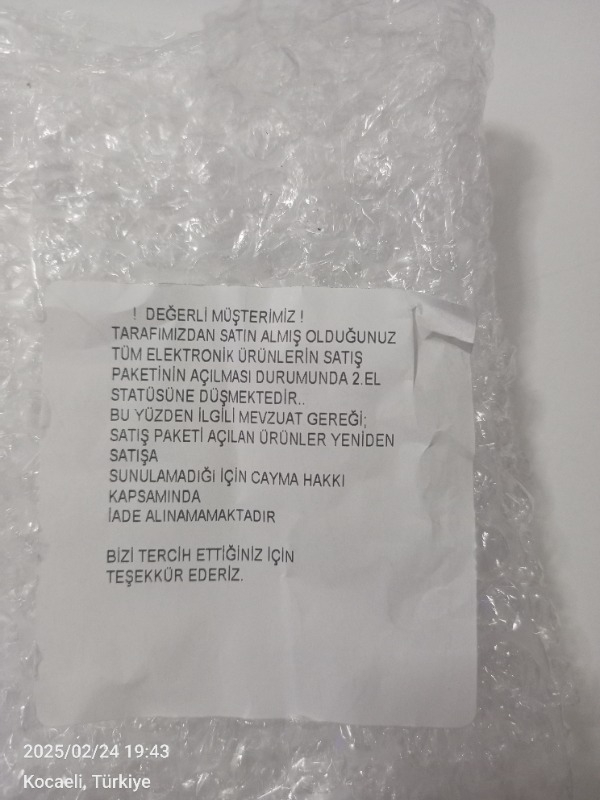 ! DEĞERLİ MÜŞTERİMİZ !
TARAFIMIZDAN SATIN ALMIŞ OLDUĞUNUZ
TÜM ELEKTRONİK ÜRÜNLERİN SATIŞ
PAKETİNİN AÇILMASI DURUMUNDA 2.EL
STATÜSÜNE DÜŞMEKTEDİR..
BU YÜZDEN İLGİLİ MEVZUAT GEREĞİ;
SATIŞ PAKETİ AÇILAN ÜRÜNLER YENİDEN
SATIŞA
SUNULAMADIĞI İÇİN CAYMA HAKKI
KAPSAMINDA
İADE ALINAMAMAKTADIR
BİZİ TERCİH ETTİĞİNİZ İÇİN
TEŞEKKÜR EDERİZ.
2025/02/24 19:43
Kocaeli, Türkiye